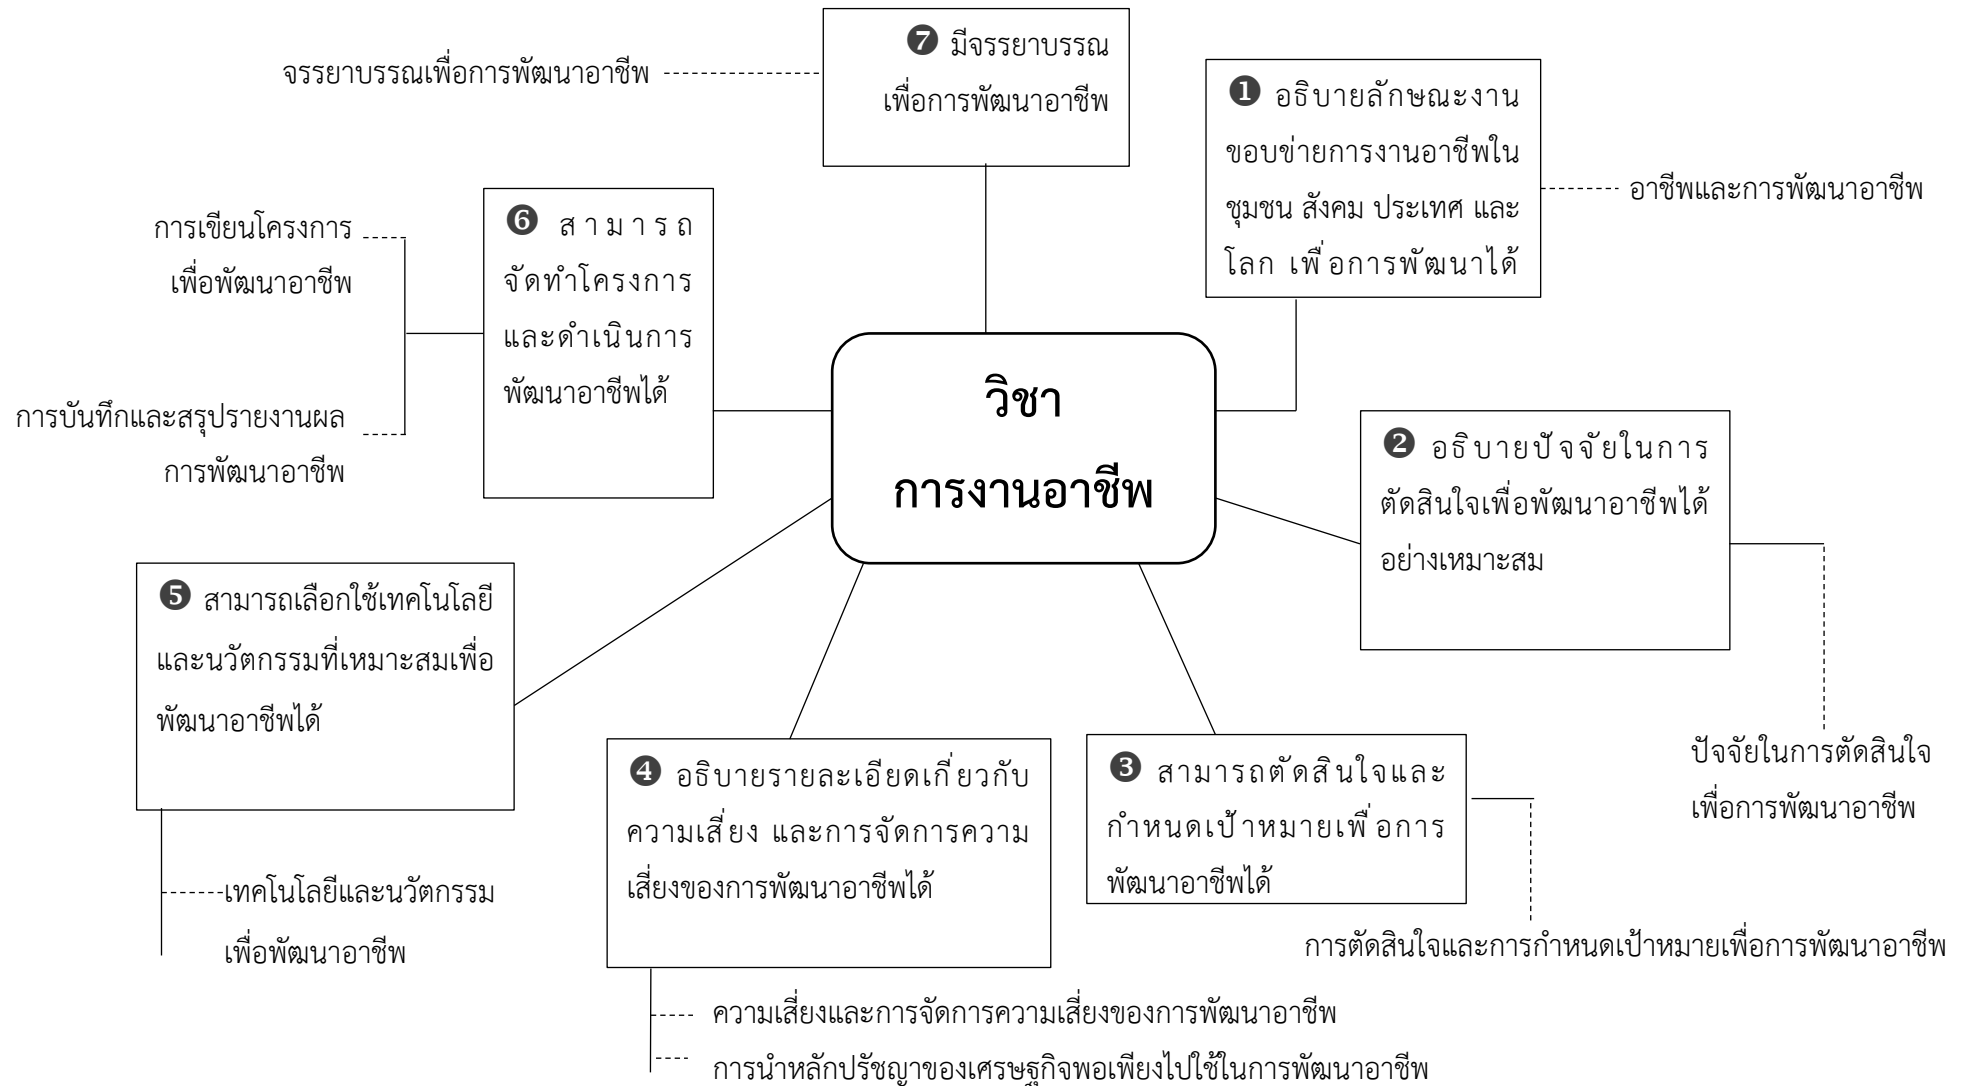 ❼ มีจรรยาบรรณ
เพื่อการพัฒนาอาชีพ
จรรยาบรรณเพื่อการพัฒนาอาชีพ
❶ อธิบายลักษณะงาน
ขอบข่ายการงานอาชีพใน
ชุมชน สังคม ประเทศ และ
โลก เพื่อการพัฒนาได้
อาชีพและการพัฒนาอาชีพ
❻ สามารถ
จัดทำโครงการ
และดำเนินการ
พัฒนาอาชีพได้
การเขียนโครงการ
เพื่อพัฒนาอาชีพ
การบันทึกและสรุปรายงานผล
การพัฒนาอาชีพ
วิชา
การงานอาชีพ
❷ อธิบายปัจจัยในการ
ตัดสินใจเพื่อพัฒนาอาชีพได้
อย่างเหมาะสม
ปัจจัยในการตัดสินใจ
เพื่อการพัฒนาอาชีพ
❺ สามารถเลือกใช้เทคโนโลยี
และนวัตกรรมที่เหมาะสมเพื่อ
พัฒนาอาชีพได้
เทคโนโลยีและนวัตกรรม
เพื่อพัฒนาอาชีพ
❹ อธิบายรายละเอียดเกี่ยวกับ
ความเสี่ยง และการจัดการความ
เสี่ยงของการพัฒนาอาชีพได้
ความเสี่ยงและการจัดการความเสี่ยงของการพัฒนาอาชีพ
การนำหลักปรัชญาของเศรษฐกิจพอเพียงไปใช้ในการพัฒนาอาชีพ
❸ สามารถตัดสินใจและ
กำหนดเป้าหมายเพื่อการ
พัฒนาอาชีพได้
การตัดสินใจและการกำหนดเป้าหมายเพื่อการพัฒนาอาชีพ